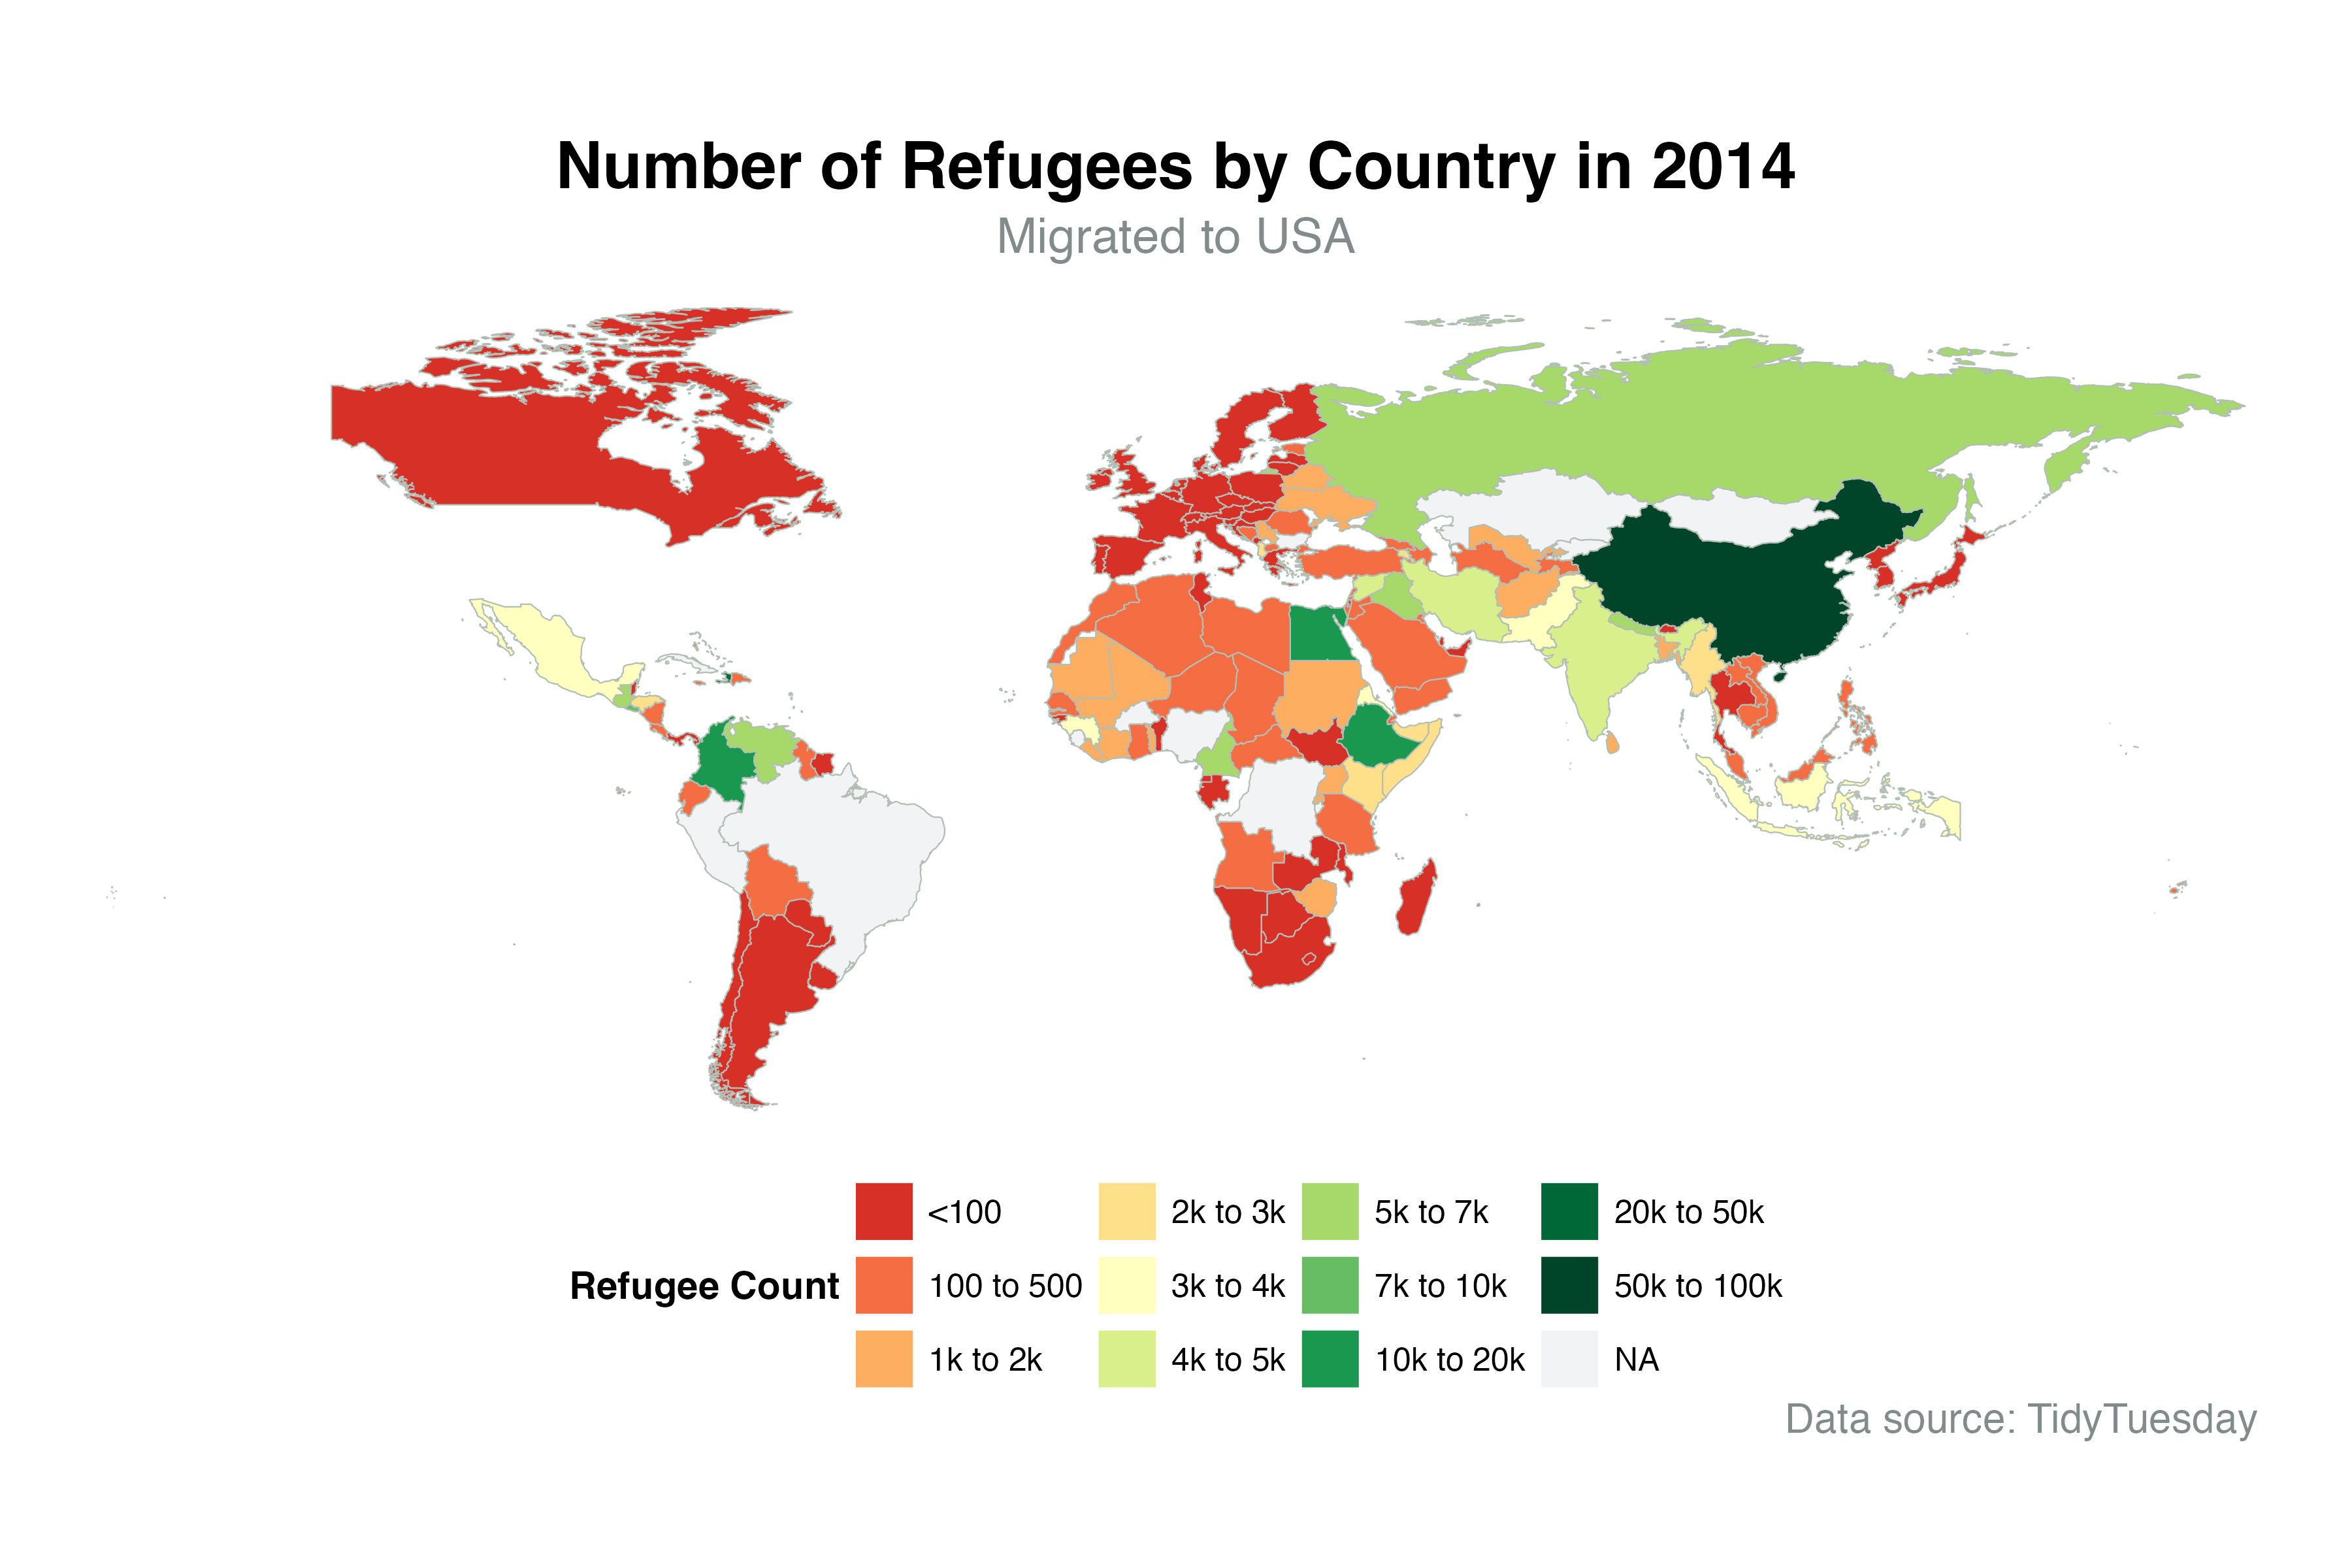 Number of Refugees by Country in 2014
Migrated to USA
Refugee Count
<100
100 to 500
1k to 2k
2k to 3k
3k to 4k
4k to 5k
5k to 7k
7k to 10k
10k to 20k
20k to 50k
50k to 100k
NA
Data source: TidyTuesday